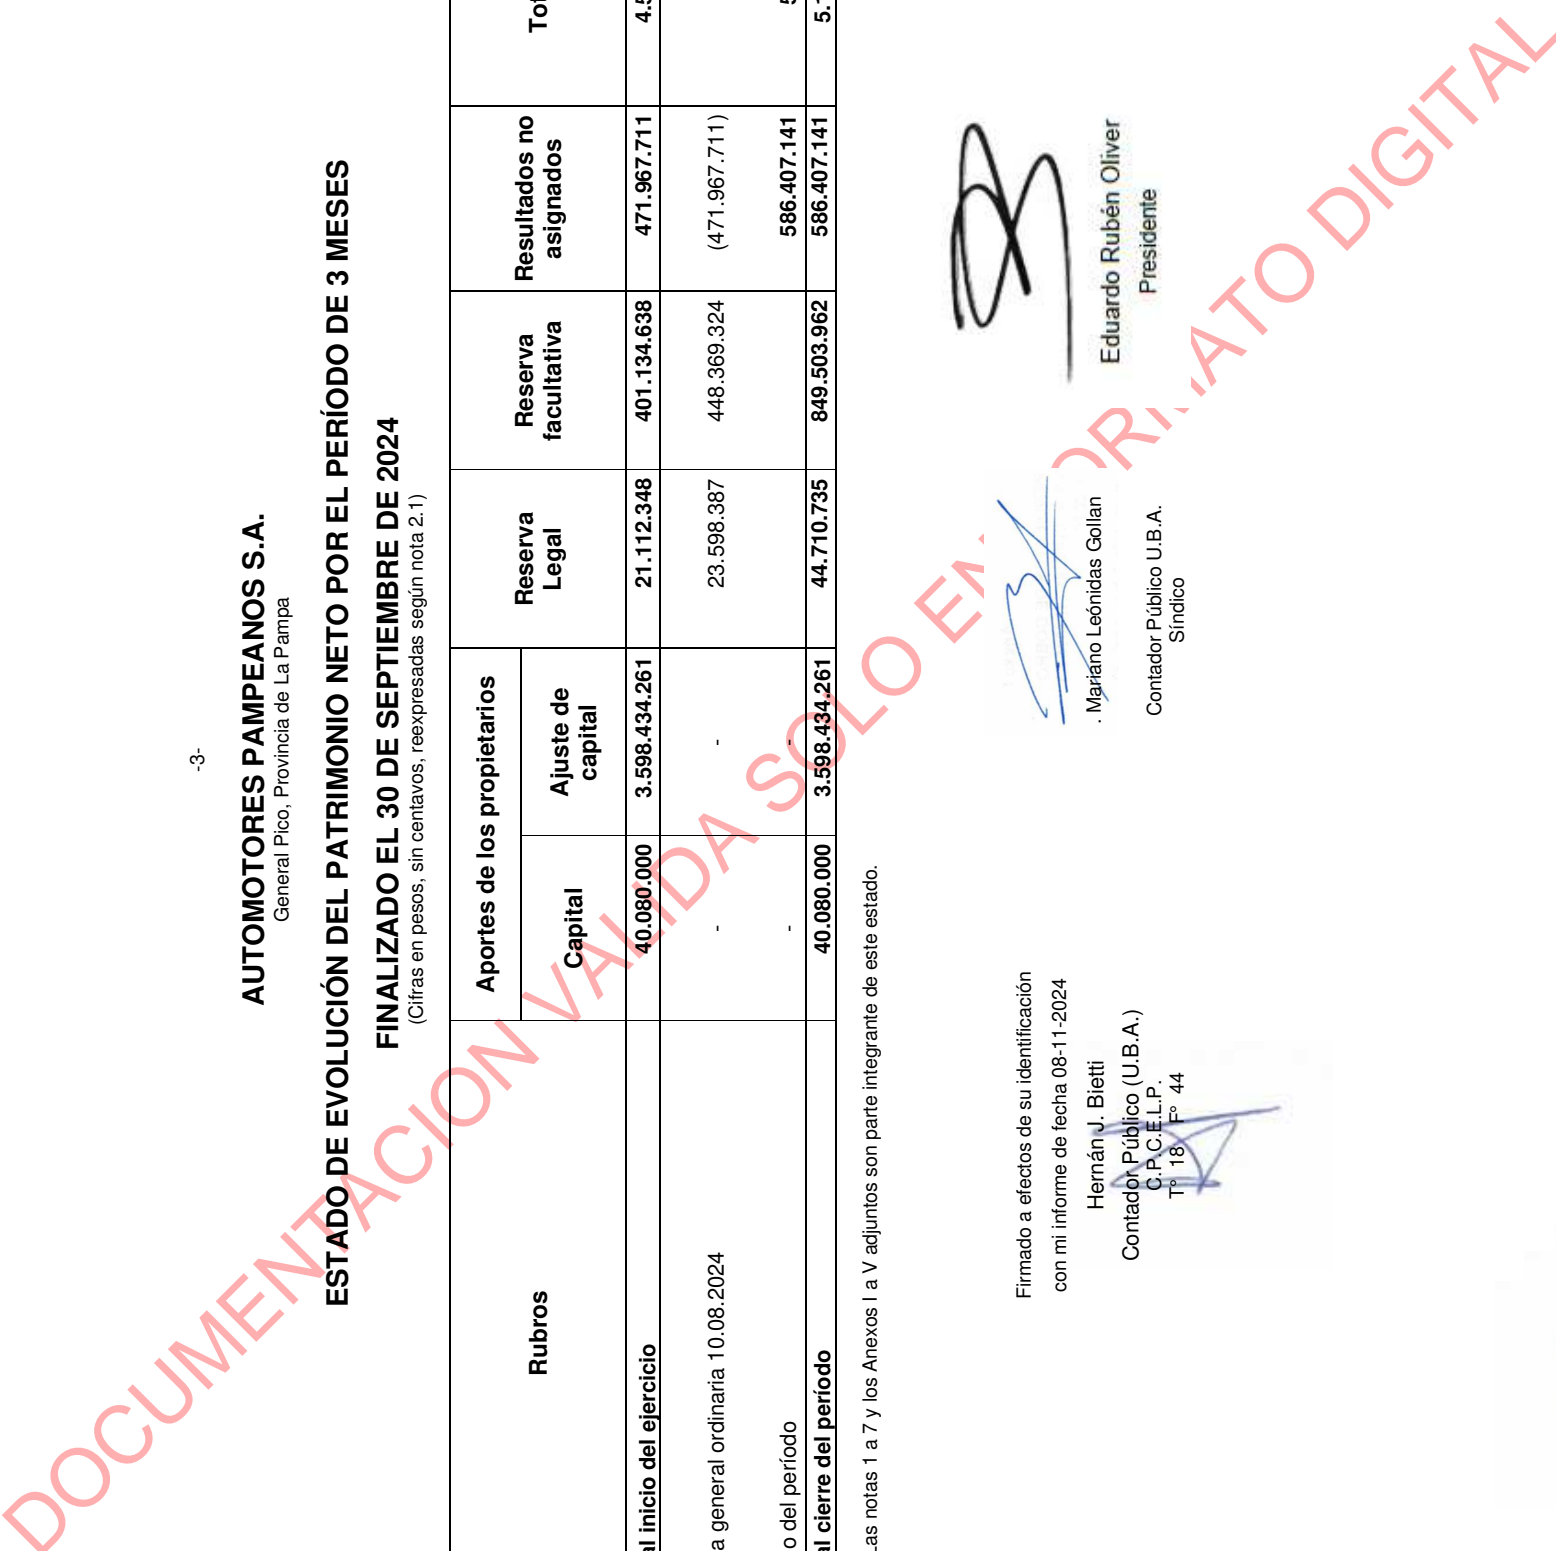 -3-
AUTOMOTORES PAMPEANOS S.A.
General Pico, Provincia de La Pampa
ESTADO DE EVOLUCIÓN DEL PATRIMONIO NETO POR EL PERÍODO DE 3 MESES
FINALIZADO EL 30 DE SEPTIEMBRE DE 2024
(Cifras en pesos, sin centavos, reexpresadas según nota 2.1)
Rubros
Aportes de los propietarios
Capital
Ajuste de
capital
Reserva
Legal
Reserva
facultativa
Resultados no
asignados
al inicio del ejercicio 40.080.000 3.598.434.261 21.112.348 401.134.638 471.967.711
a general ordinaria 10.08.2024 - - 23.598.387 448.369.324 (471.967.711)
o del período - - 586.407.141
al cierre del período 40.080.000 3.598.434.261 44.710.735 849.503.962 586.407.141
Las notas 1 a 7 y los Anexos I a V adjuntos son parte integrante de este estado.
Firmado a efectos de su identificación
con mi informe de fecha 08-11-2024
Hernán J. Bietti
Contador Público (U.B.A.)
C.P.C.E.L.P.
T° 18 F° 44
. Mariano Leónidas Gollan
Contador Público U.B.A.
Síndico
Eduardo Rubén Oliver
Presidente
DOCUMENTACION VALIDA SOLO EN FORMATO DIGITAL